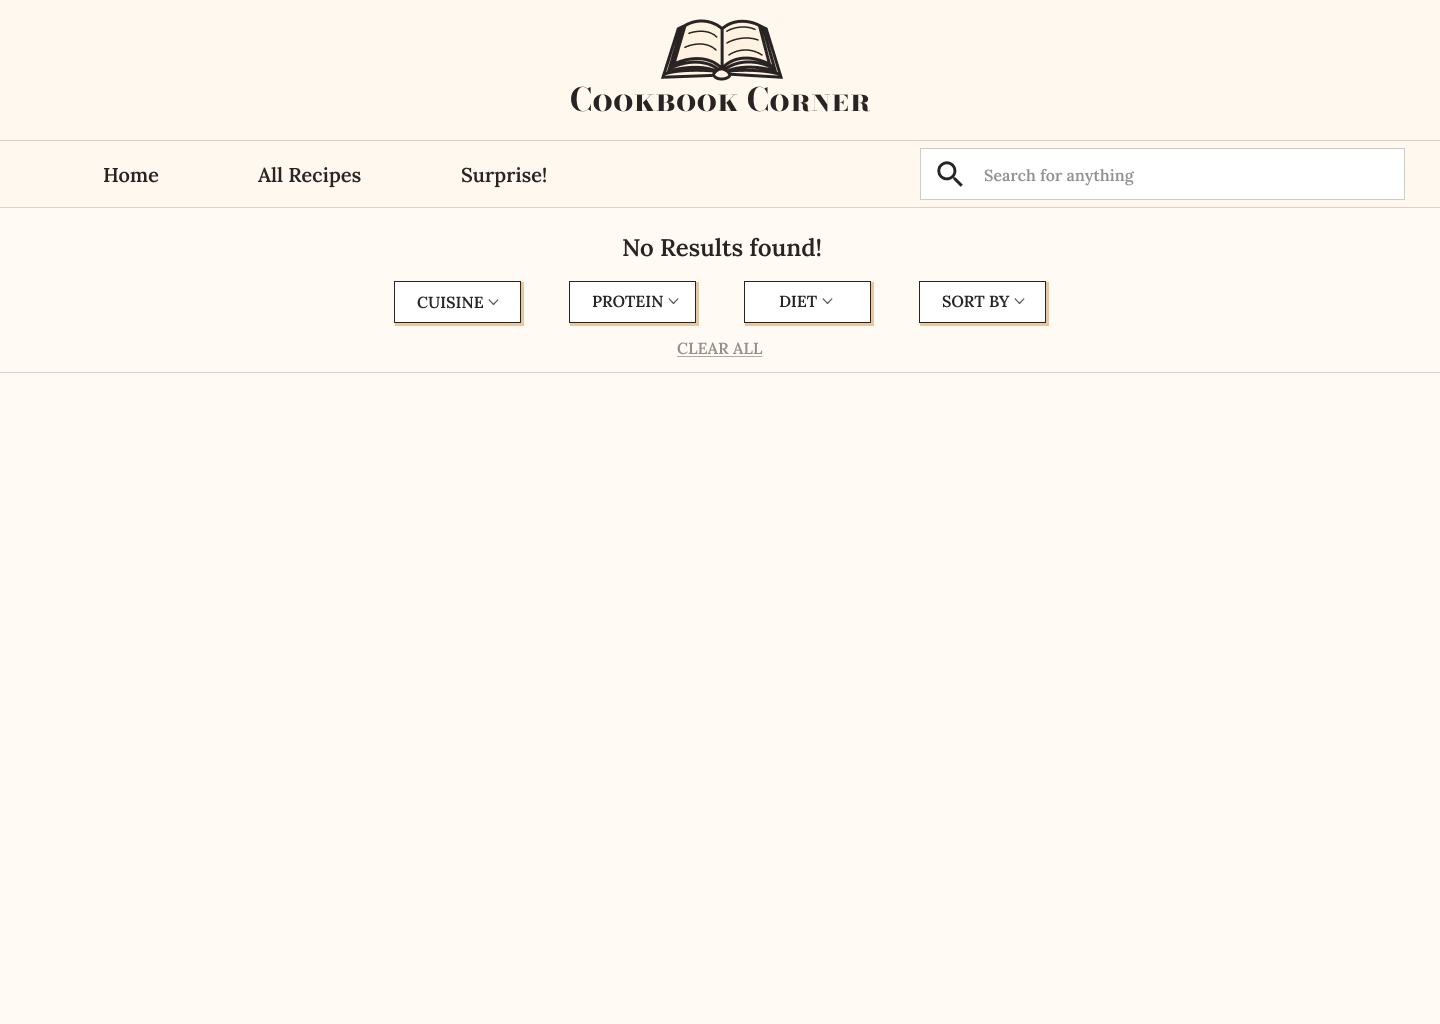 Cookbook Corner
Home All Recipes Surprise! Search for anything
No Results found!
CUISINE PROTEIN DIET SORT BY
CLEAR ALL